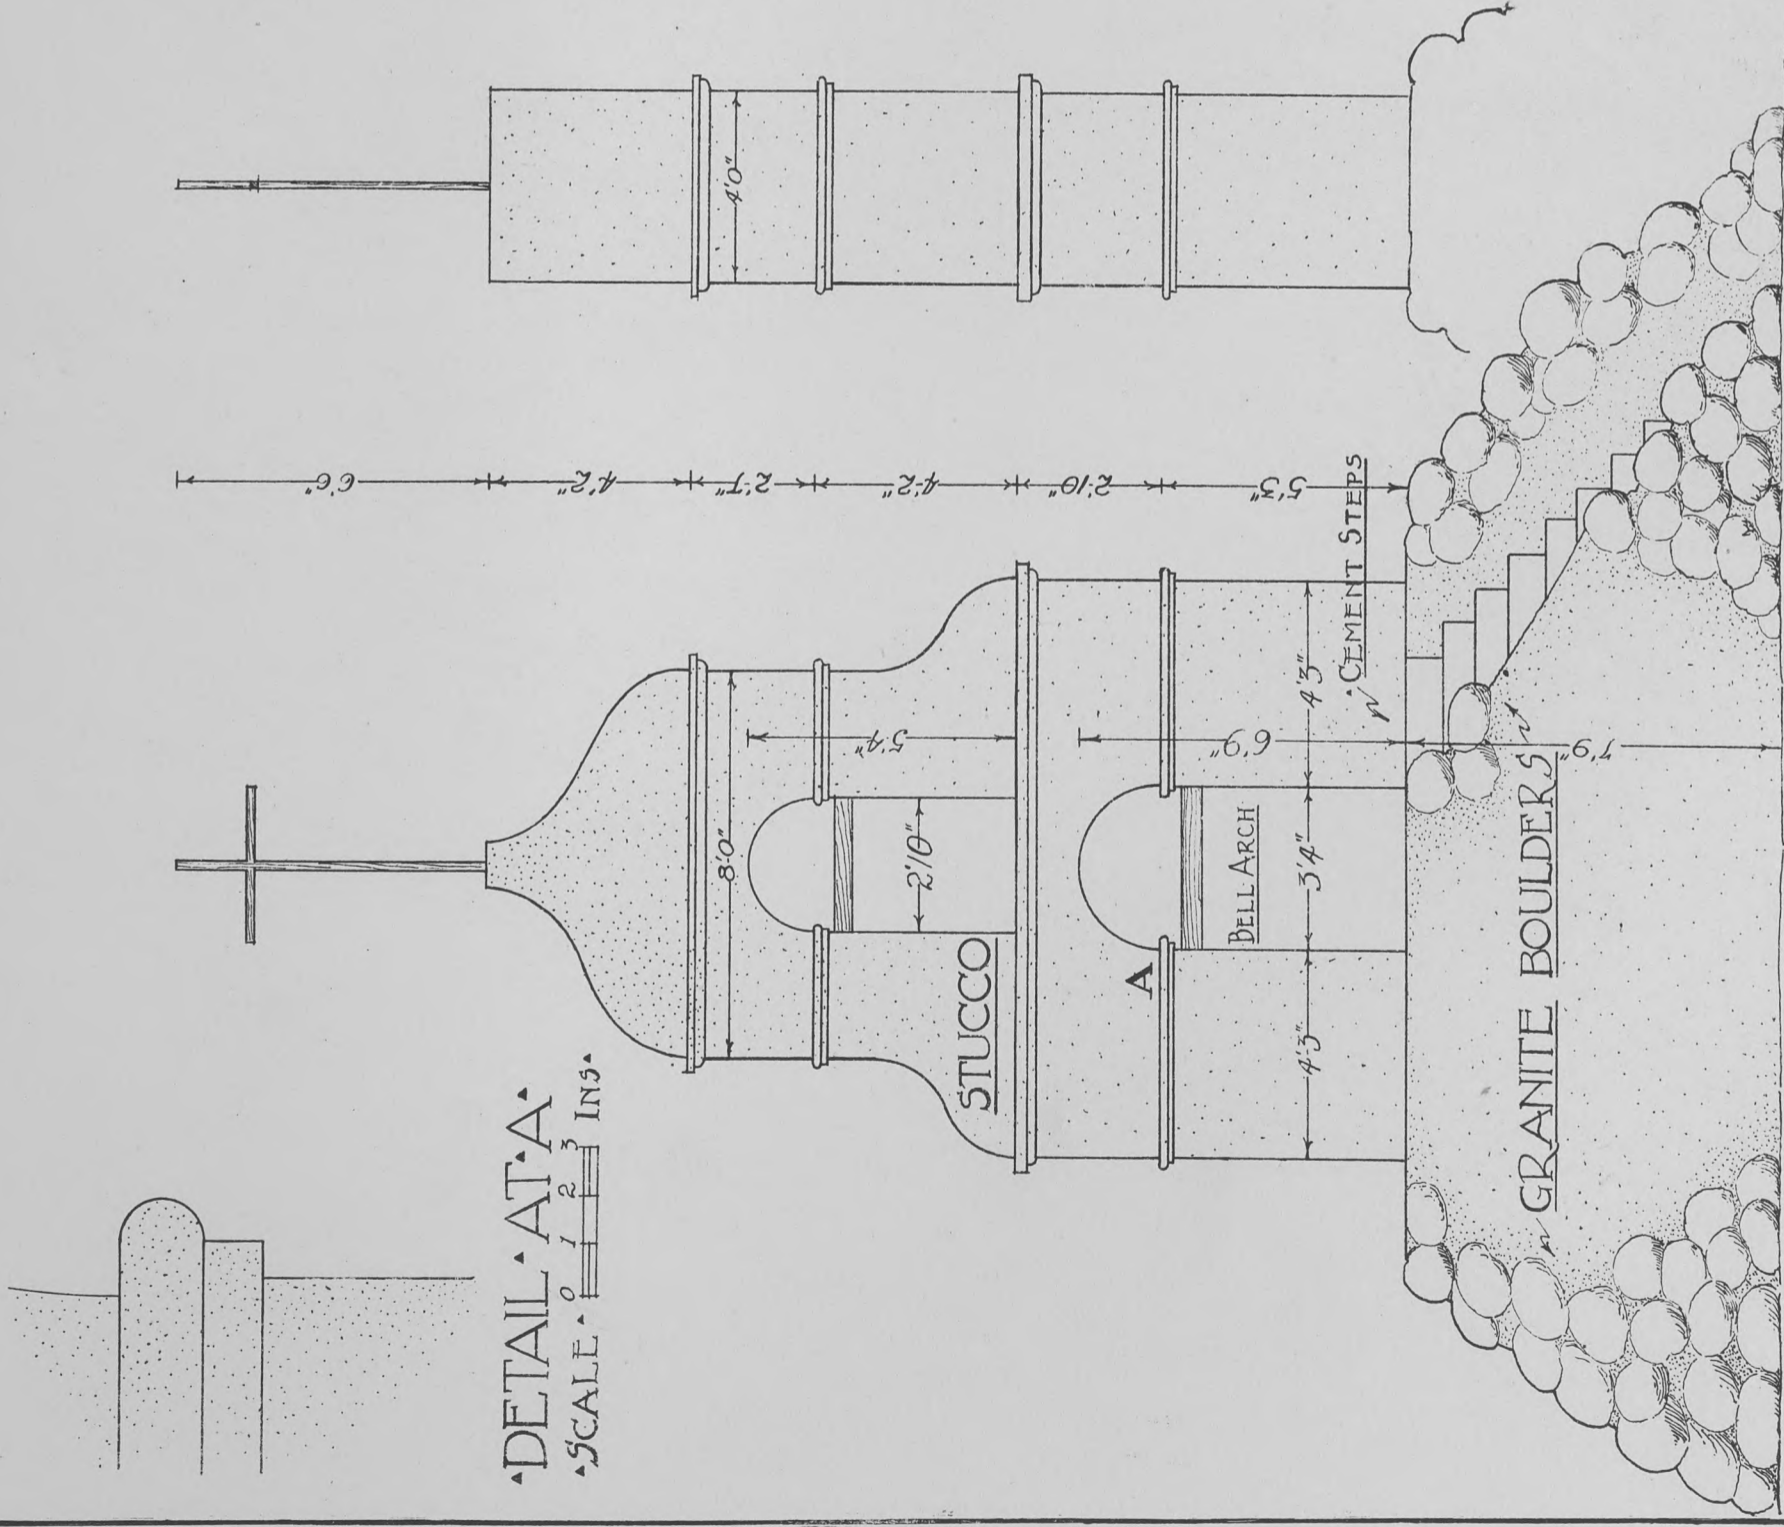 DETAIL · AT · A
SCALE · 0 1 2 3 INS
6'6"
4'2"
2'7"
4'2"
2'10"
5'3"
4'0"
8'0"
5'4"
2'10"
STUCCO
A
6'9"
BELL ARCH
4'3"
3'4"
4'3"
CEMENT STEPS
7'9"
GRANITE BOULDERS